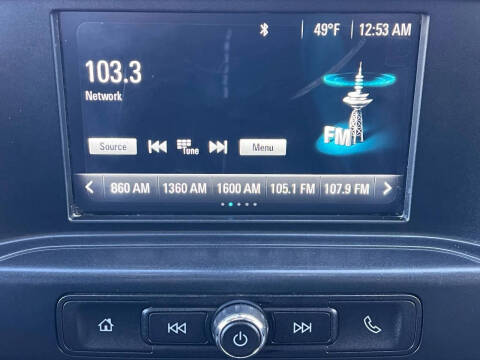 49°F 12:53 AM
103.3
Network
FM
Source Tune Menu
860 AM 1360 AM 1600 AM 105.1 FM 107.9 FM